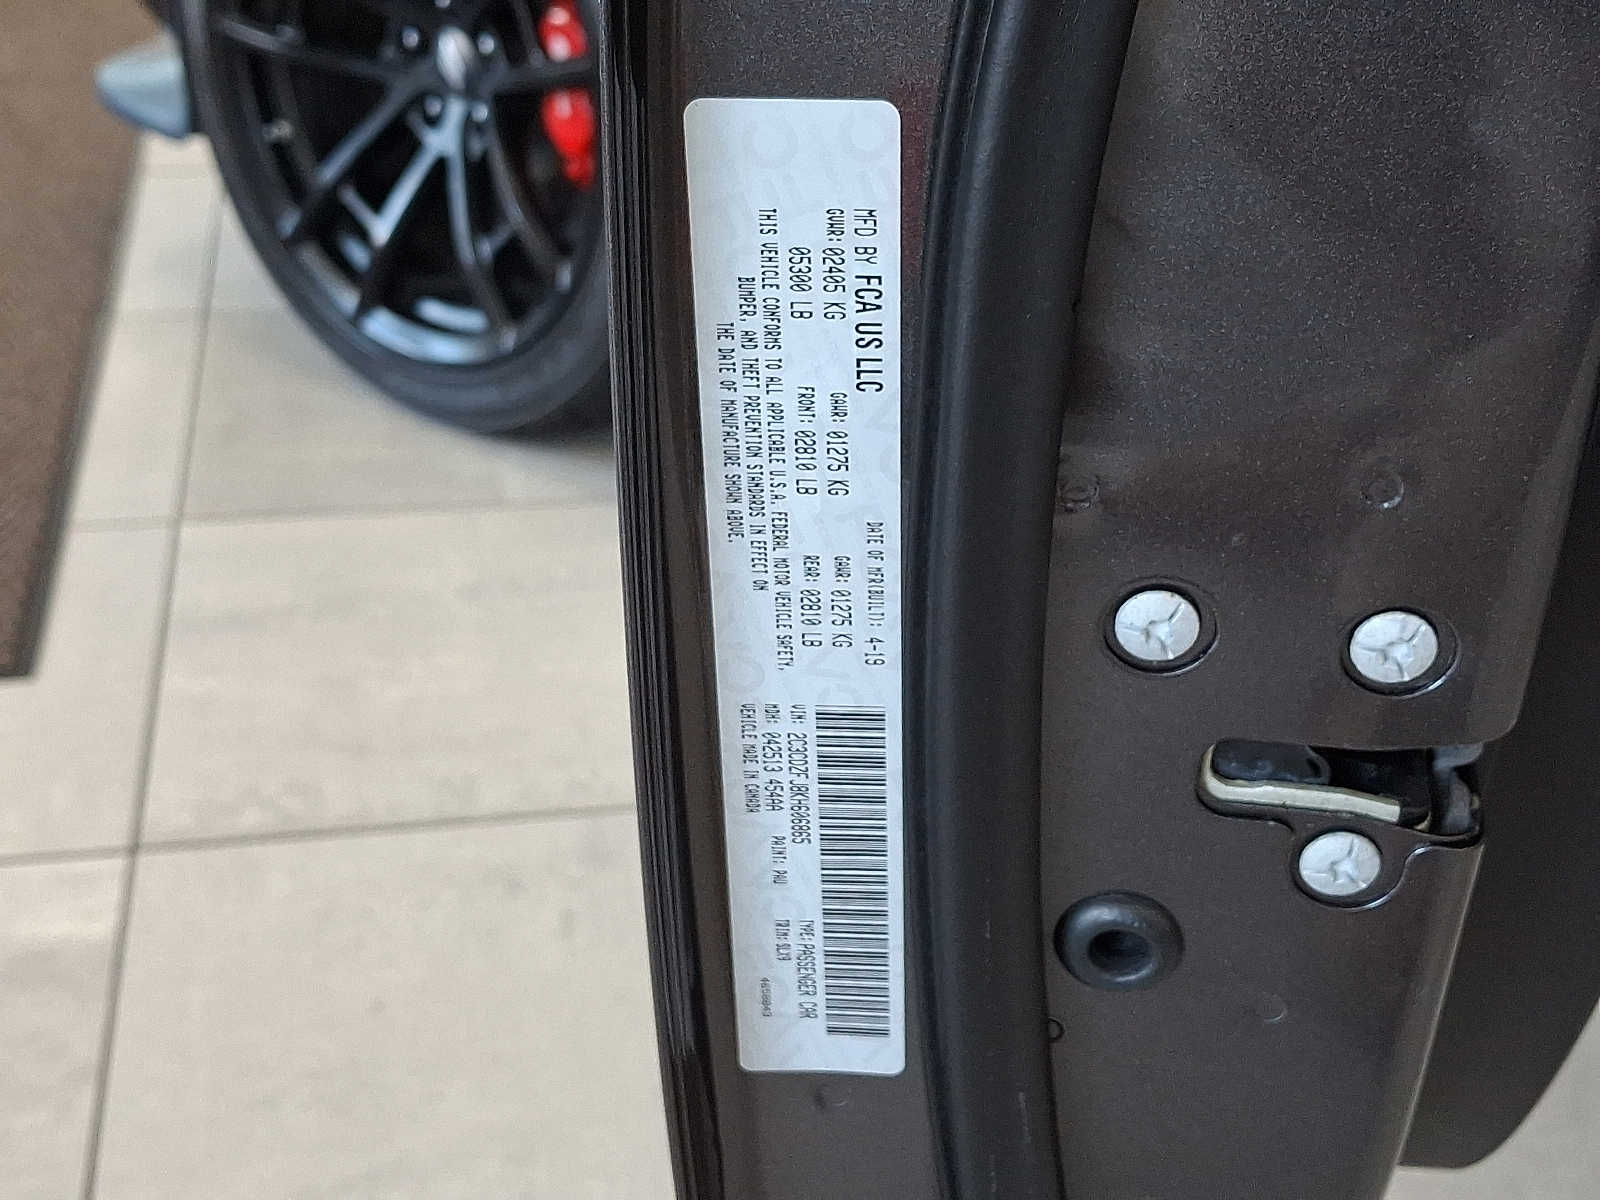 MFD BY FCA US LLC
DATE OF MFR(BUILT): 4-19
GVWR: 02405 KG GAWR: 01275 KG GAWR: 01275 KG
05300 LB FRONT: 02810 LB REAR: 02810 LB
THIS VEHICLE CONFORMS TO ALL APPLICABLE U.S.A. FEDERAL MOTOR VEHICLE SAFETY,
BUMPER, AND THEFT PREVENTION STANDARDS IN EFFECT ON
THE DATE OF MANUFACTURE SHOWN ABOVE.
VIN: 2C3CDZFJ8KH606865 TYPE: PASSENGER CAR
MDH: 042513 454AA PAINT: PAU TRIM: SLX9
VEHICLE MADE IN CANADA